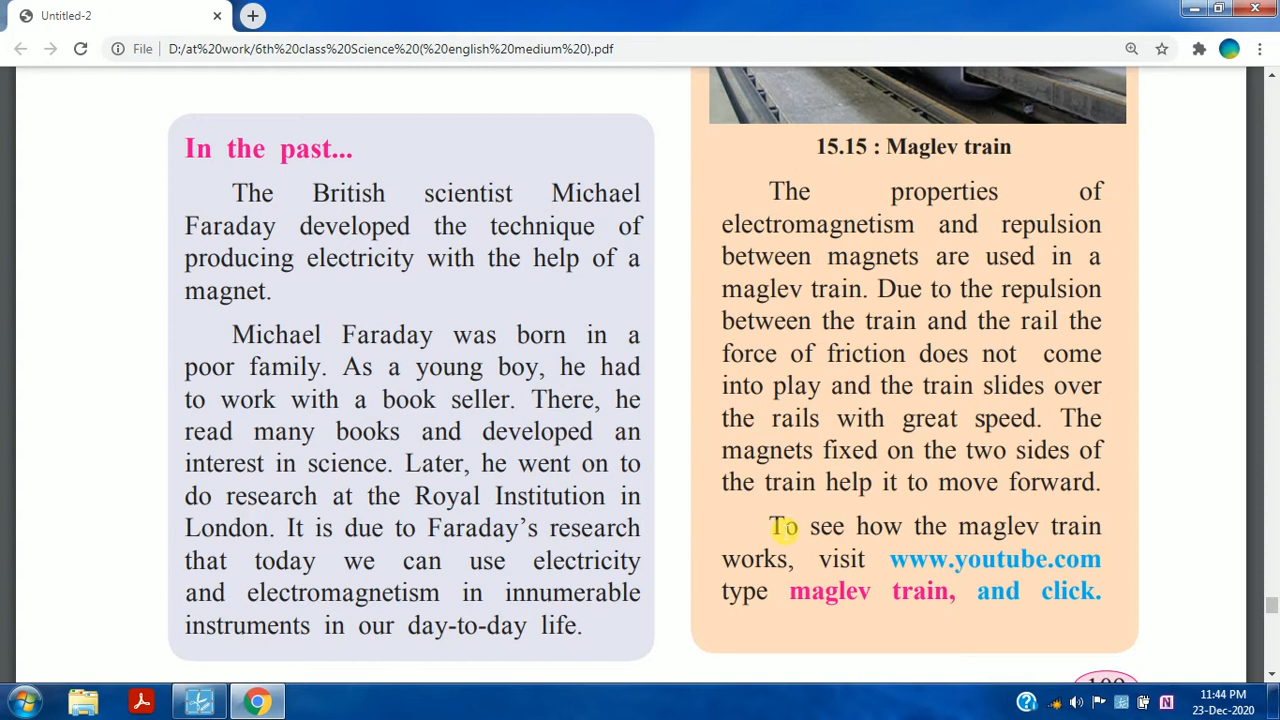 Untitled-2
File
D:/at%20work/6th%20class%20Science%20(%20english%20medium%20).pdf
In the past...
The British scientist Michael
Faraday developed the technique of
producing electricity with the help of a
magnet.
Michael Faraday was born in a
poor family. As a young boy, he had
to work with a book seller. There, he
read many books and developed an
interest in science. Later, he went on to
do research at the Royal Institution in
London. It is due to Faraday's research
that today we can use electricity
and electromagnetism in innumerable
instruments in our day-to-day life.
15.15 : Maglev train
The properties of
electromagnetism and repulsion
between magnets are used in a
maglev train. Due to the repulsion
between the train and the rail the
force of friction does not come
into play and the train slides over
the rails with great speed. The
magnets fixed on the two sides of
the train help it to move forward.
To see how the maglev train
works, visit www.youtube.com
type maglev train, and click.
11:44 PM
23-Dec-2020